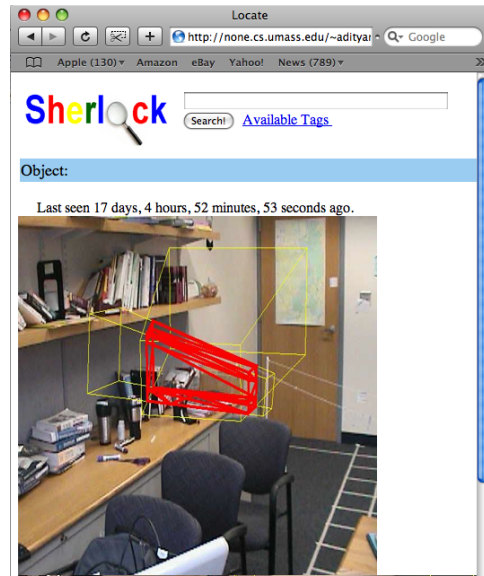 Locate
http://none.cs.umass.edu/~adityar
Google
Apple (130)
Amazon
eBay
Yahoo!
News (789)
Sherlock
Search!
Available Tags
Object:
Last seen 17 days, 4 hours, 52 minutes, 53 seconds ago.